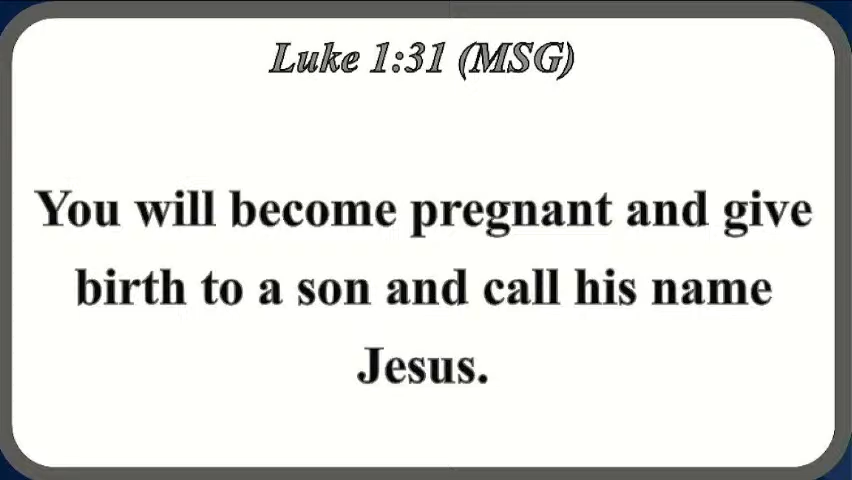 Luke 1:31 (MSG)
You will become pregnant and give
birth to a son and call his name
Jesus.